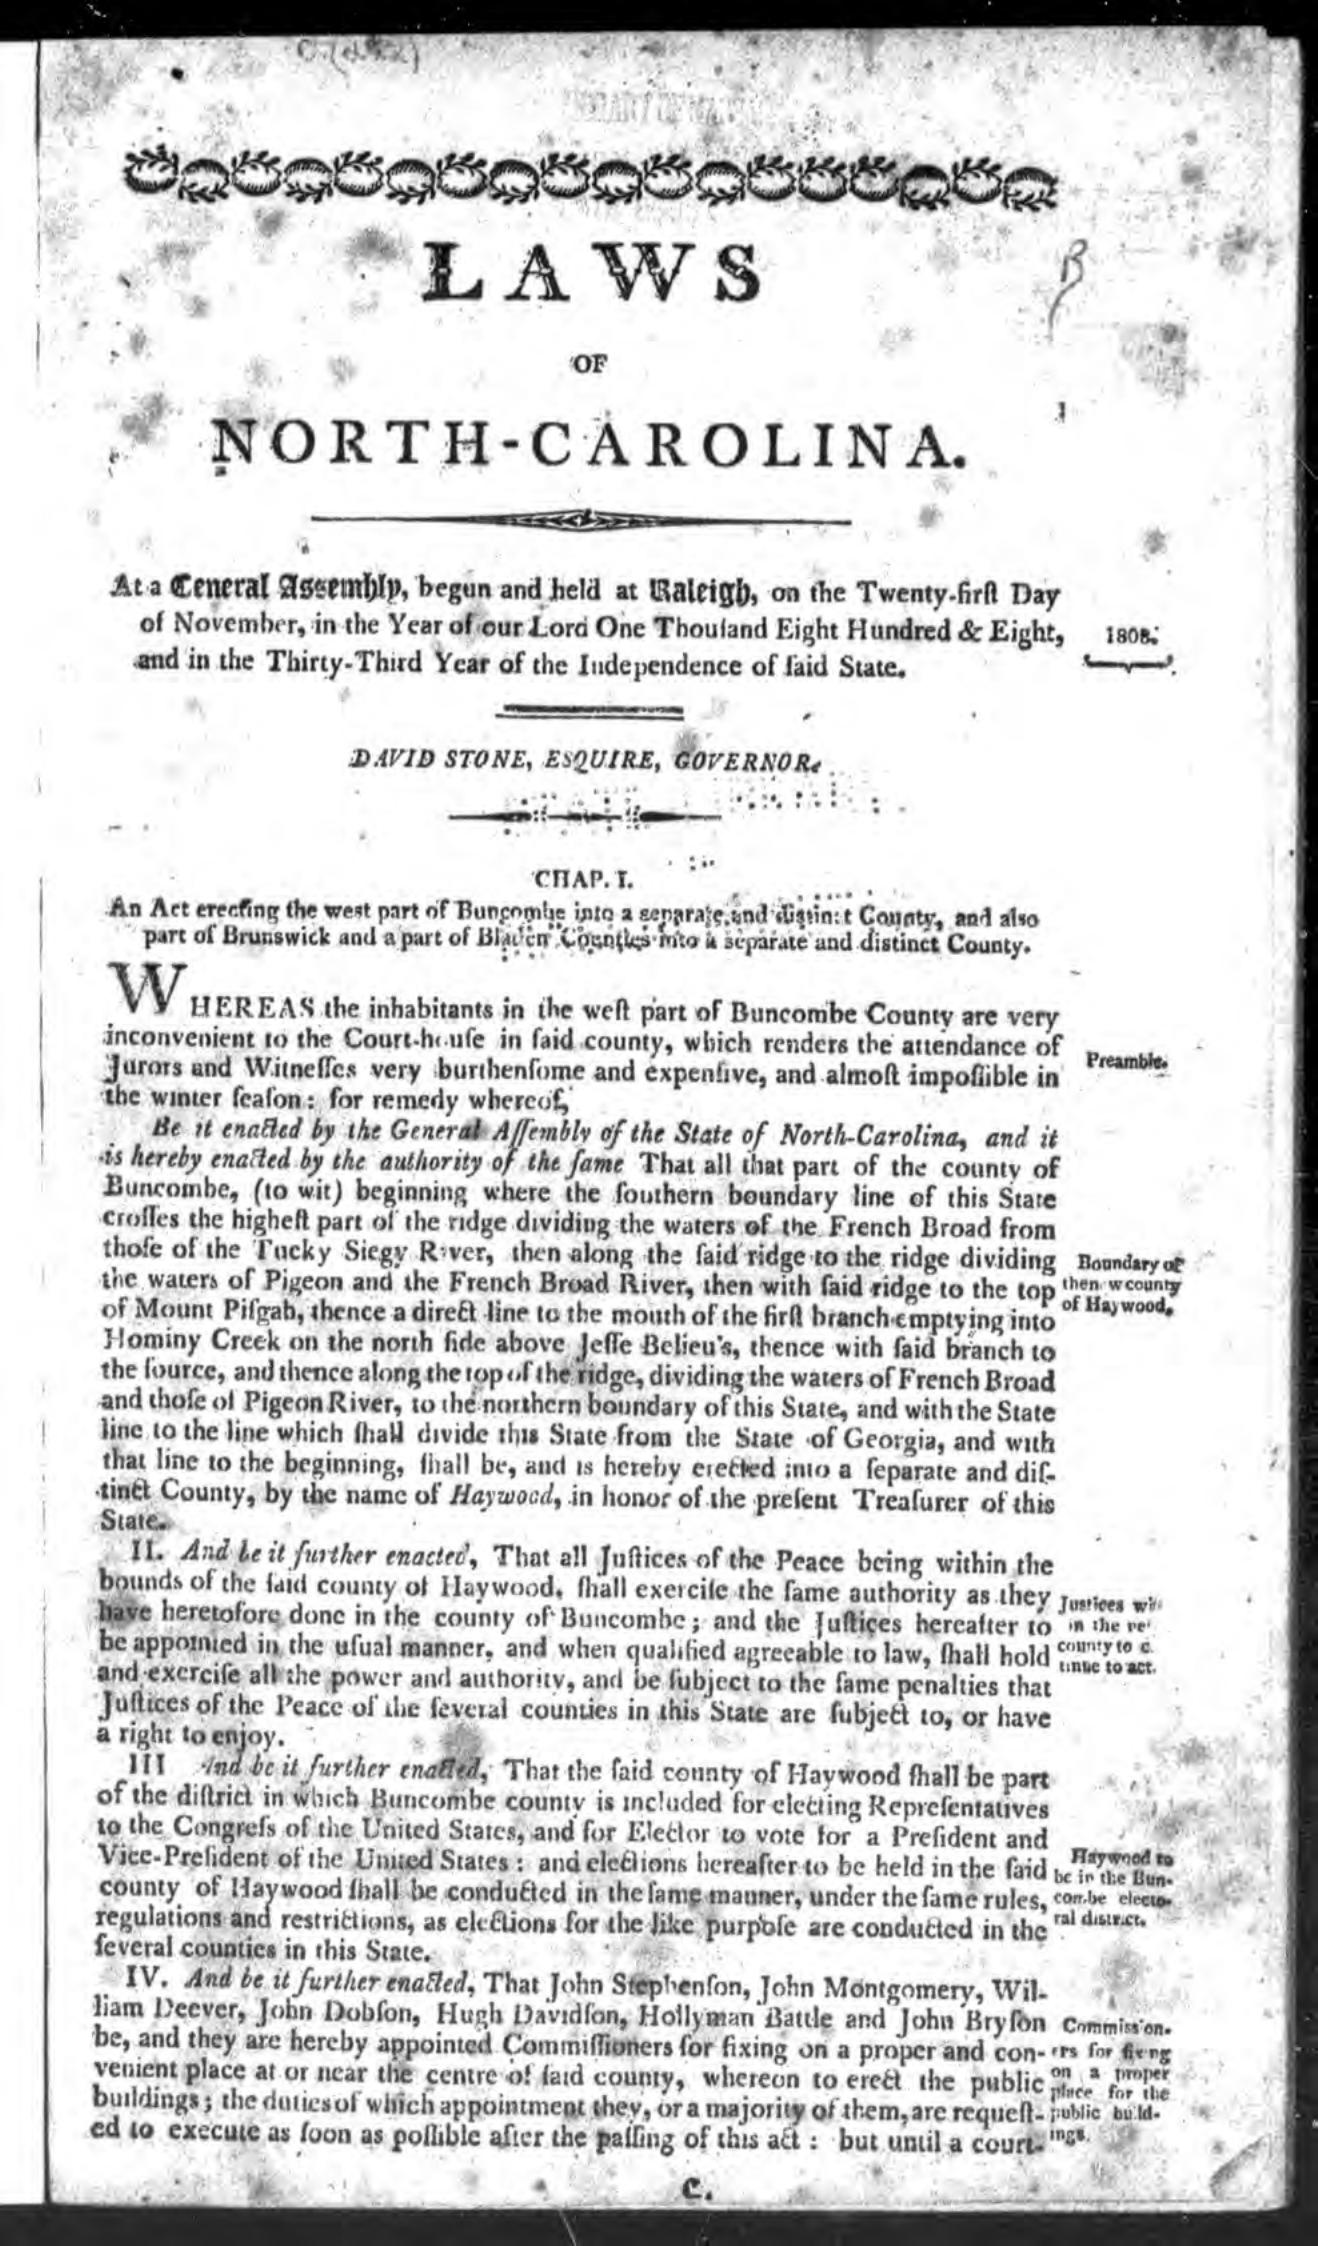 LAWS
OF
NORTH-CAROLINA.
At a General Assembly, begun and held at Raleigh, on the Twenty-firſt Day
of November, in the Year of our Lord One Thouſand Eight Hundred & Eight,
and in the Thirty-Third Year of the Independence of ſaid State.
1808.
DAVID STONE, ESQUIRE, GOVERNOR.
CHAP. I.
An Act erecting the west part of Buncombe into a separate and distinct County, and also
part of Brunswick and a part of Bladen Counties into a separate and distinct County.
WHEREAS the inhabitants in the weſt part of Buncombe County are very
inconvenient to the Court-houſe in ſaid county, which renders the attendance of
Jurors and Witneſſes very burthenſome and expenſive, and almoſt impoſſible in
the winter ſeaſon: for remedy whereof,
Preamble.
Be it enacted by the General Aſſembly of the State of North-Carolina, and it
is hereby enacted by the authority of the ſame That all that part of the county of
Buncombe, (to wit) beginning where the ſouthern boundary line of this State
croſſes the higheſt part of the ridge dividing the waters of the French Broad from
thoſe of the Tucky Siegy River, then along the ſaid ridge to the ridge dividing
the waters of Pigeon and the French Broad River, then with ſaid ridge to the top
of Mount Piſgah, thence a direct line to the mouth of the firſt branch emptying into
Hominy Creek on the north ſide above Jeſſe Belieu's, thence with ſaid branch to
the ſource, and thence along the top of the ridge, dividing the waters of French Broad
and thoſe of Pigeon River, to the northern boundary of this State, and with the State
line to the line which ſhall divide this State from the State of Georgia, and with
that line to the beginning, ſhall be, and is hereby erected into a ſeparate and diſ-
tinct County, by the name of Haywood, in honor of the preſent Treaſurer of this
State.
Boundary of
the n w county
of Haywood.
II. And be it further enacted, That all Juſtices of the Peace being within the
bounds of the ſaid county of Haywood, ſhall exerciſe the ſame authority as they
have heretofore done in the county of Buncombe; and the Juſtices hereafter to
be appointed in the uſual manner, and when qualified agreeable to law, ſhall hold
and exerciſe all the power and authority, and be ſubject to the ſame penalties that
Juſtices of the Peace of the ſeveral counties in this State are ſubject to, or have
a right to enjoy.
Justices
in the
county to
tinue to act.
III And be it further enacted, That the ſaid county of Haywood ſhall be part
of the diſtrict in which Buncombe county is included for electing Repreſentatives
to the Congreſs of the United States, and for Elector to vote for a Preſident and
Vice-Preſident of the United States: and elections hereafter to be held in the ſaid
county of Haywood ſhall be conducted in the ſame manner, under the ſame rules,
regulations and restrictions, as elections for the like purpoſe are conducted in the
ſeveral counties in this State.
Haywood to
be in the Bun-
combe electo-
ral district.
IV. And be it further enacted, That John Stephenſon, John Montgomery, Wil-
liam Deever, John Dobſon, Hugh Davidſon, Hollyman Battle and John Bryſon
be, and they are hereby appointed Commiſſioners for fixing on a proper and con-
venient place at or near the centre of ſaid county, whereon to erect the public
buildings; the duties of which appointment they, or a majority of them, are requeſt-
ed to execute as ſoon as poſſible after the paſſing of this act: but until a court-
Commission-
ers for fixing
on a proper
place for the
public build-
ings.
C.